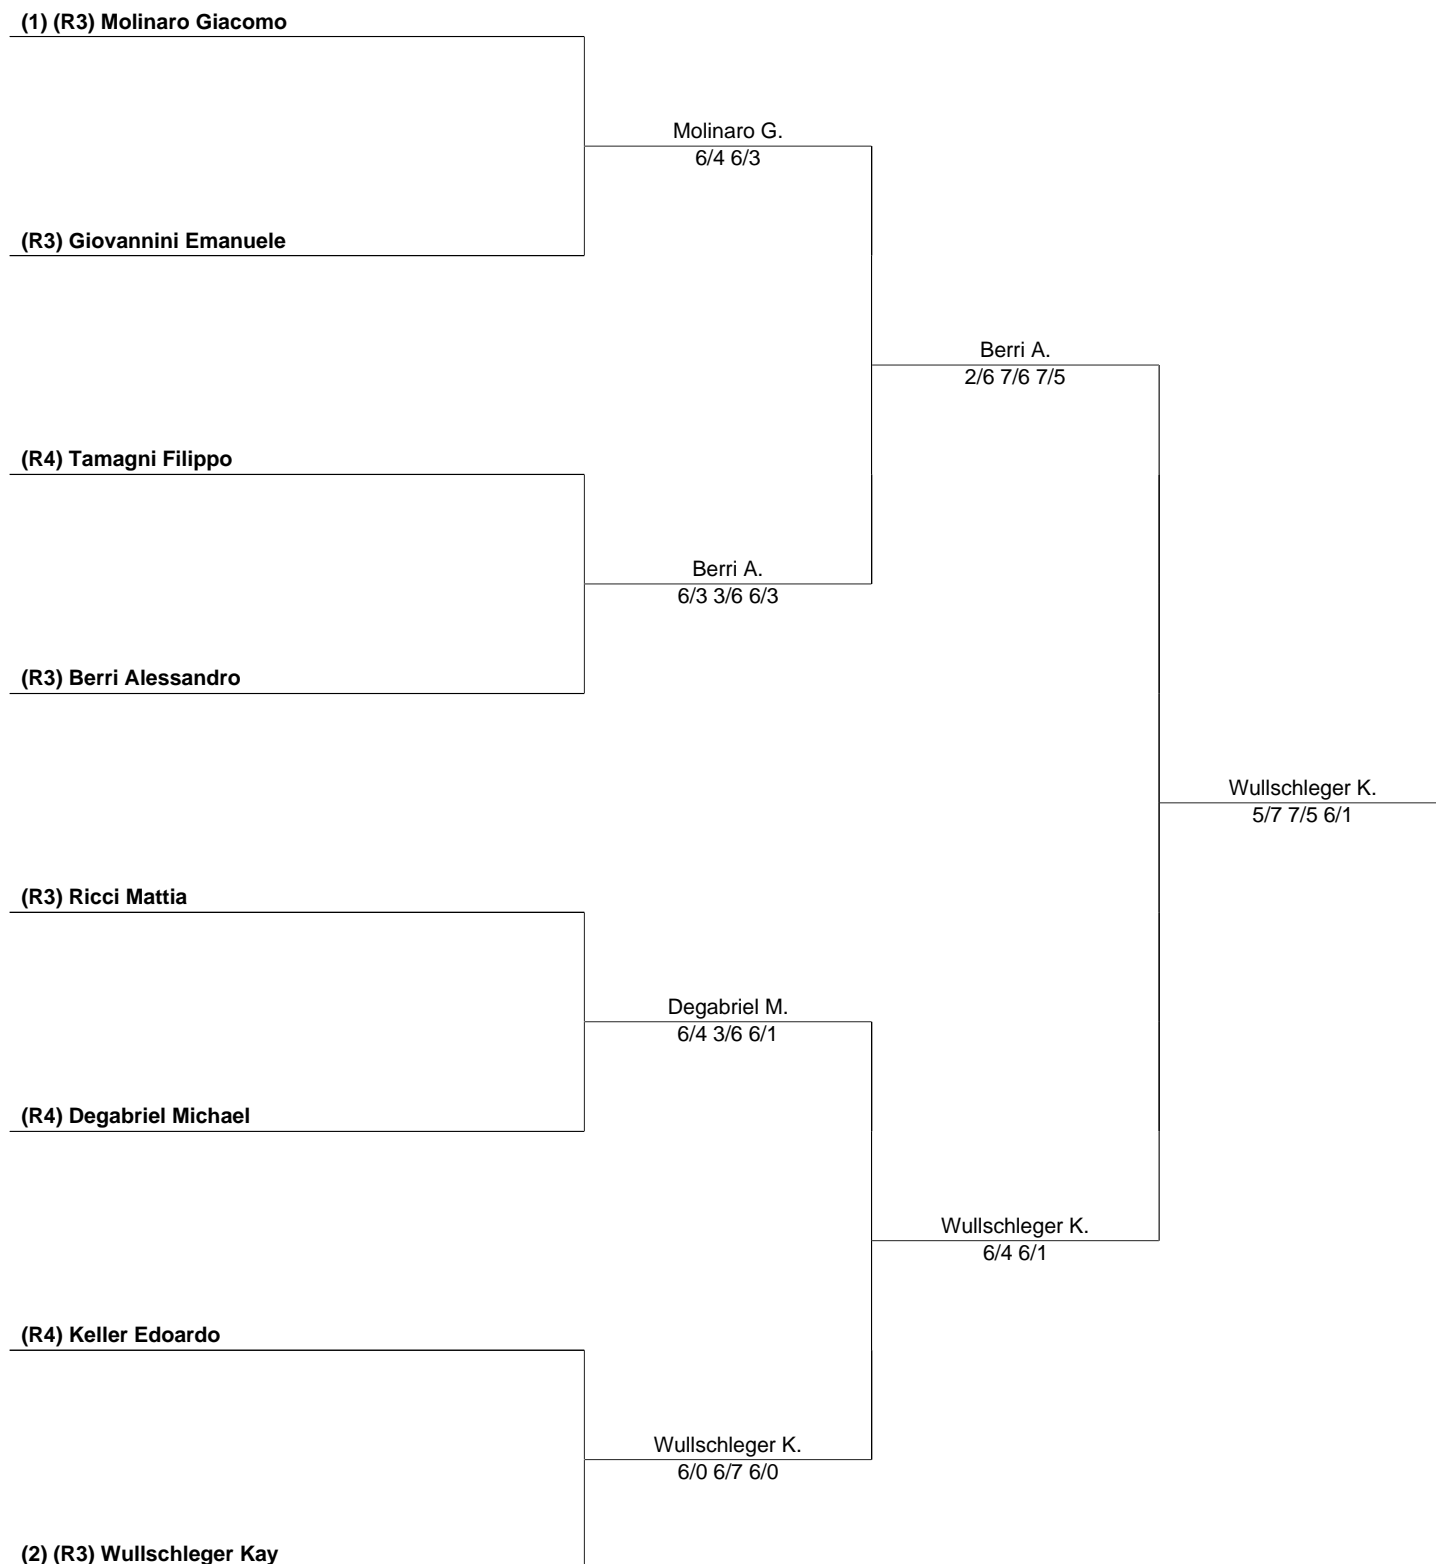 (1) (R3) Molinaro Giacomo
Molinaro G.
6/4 6/3
(R3) Giovannini Emanuele
Berri A.
2/6 7/6 7/5
(R4) Tamagni Filippo
Berri A.
6/3 3/6 6/3
(R3) Berri Alessandro
Wullschleger K.
5/7 7/5 6/1
(R3) Ricci Mattia
Degabriel M.
6/4 3/6 6/1
(R4) Degabriel Michael
Wullschleger K.
6/4 6/1
(R4) Keller Edoardo
Wullschleger K.
6/0 6/7 6/0
(2) (R3) Wullschleger Kay